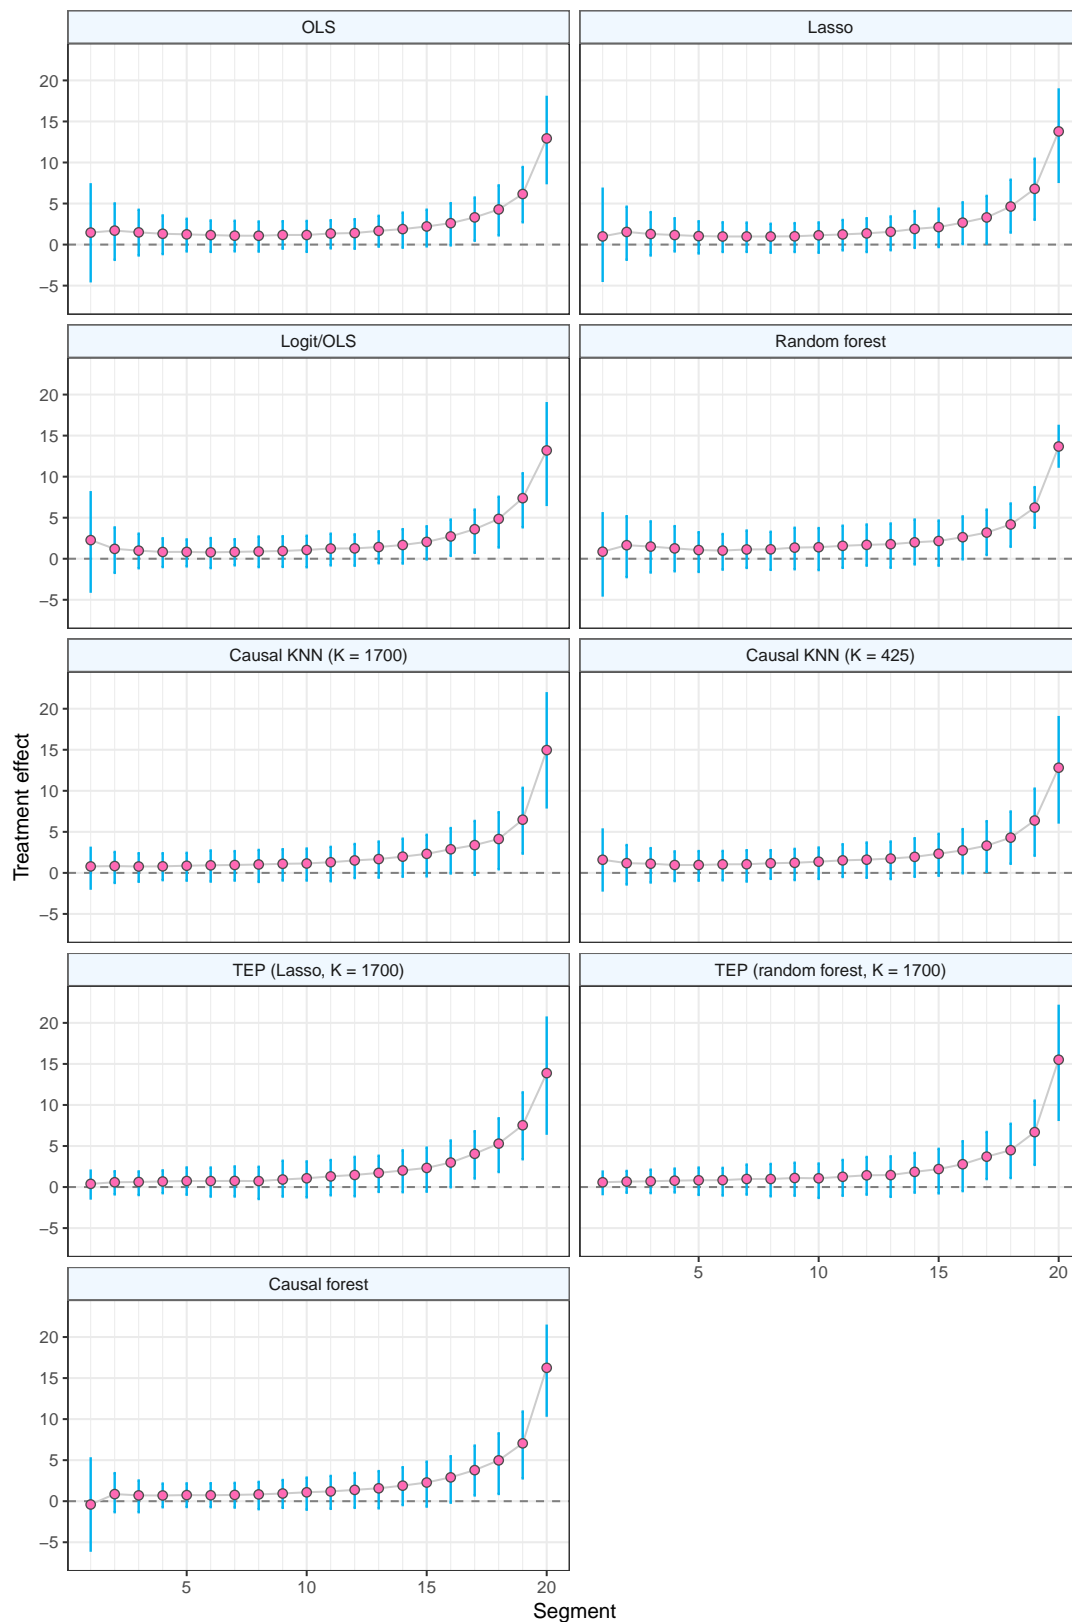 OLS
Lasso
20
15
10
5
0
−5
Logit/OLS
Random forest
20
15
10
5
0
−5
Causal KNN (K = 1700)
Causal KNN (K = 425)
20
15
10
5
0
−5
Treatment effect
TEP (Lasso, K = 1700)
TEP (random forest, K = 1700)
20
15
10
5
0
−5
5 10 15 20
Causal forest
20
15
10
5
0
−5
5 10 15 20
Segment